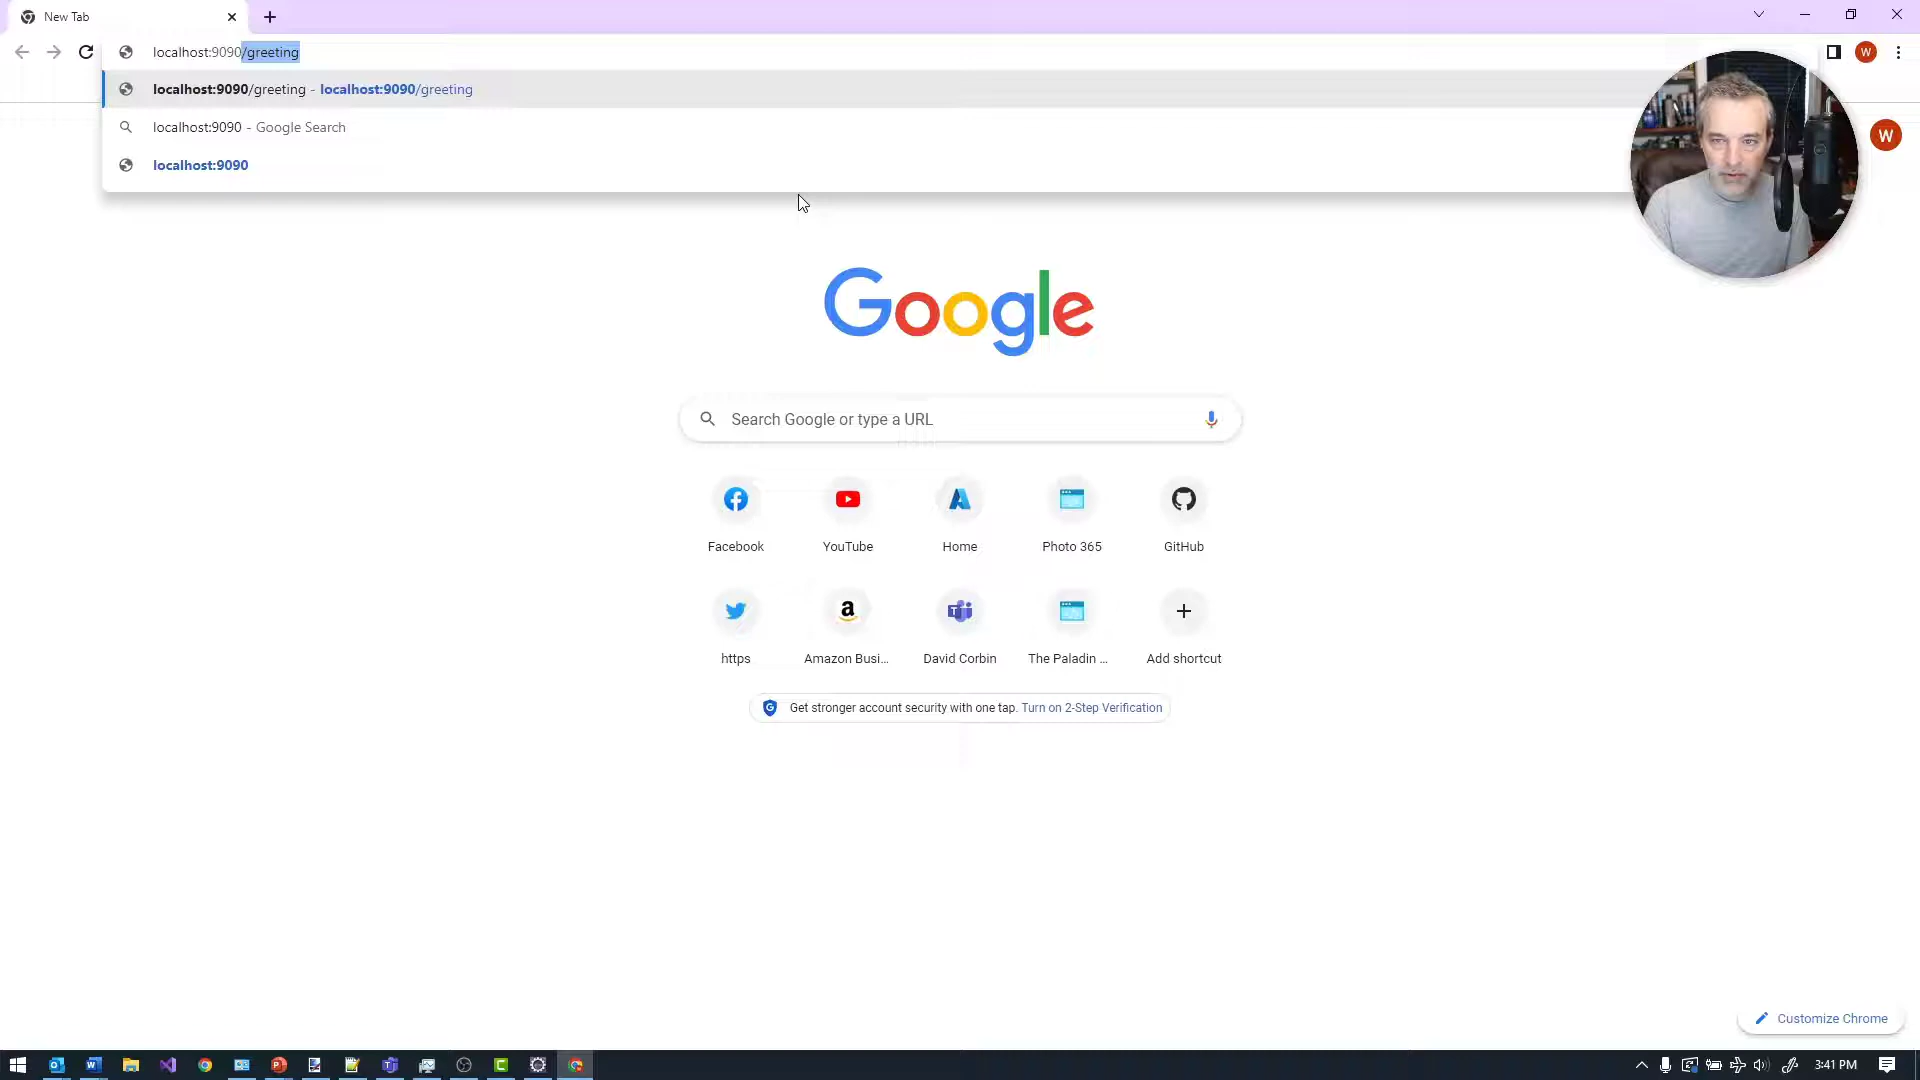 New Tab
localhost:9090/greeting
localhost:9090/greeting - localhost:9090/greeting
localhost:9090 - Google Search
localhost:9090
W
W
Google
Search Google or type a URL
Facebook
YouTube
Home
Photo 365
GitHub
https
Amazon Busi...
David Corbin
The Paladin ...
Add shortcut
Get stronger account security with one tap. Turn on 2-Step Verification
Customize Chrome
3:41 PM